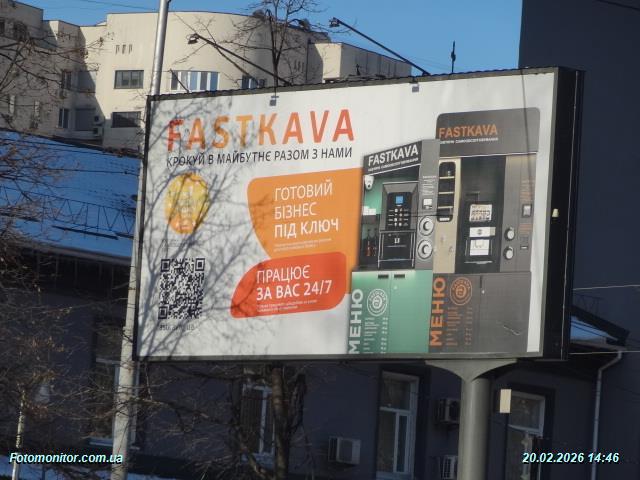 FASTKAVA
КРОКУЙ В МАЙБУТНЄ РАЗОМ З НАМИ
ГОТОВИЙ
БІЗНЕС
ПІД КЛЮЧ
ПРАЦЮЄ
ЗА ВАС 24/7
FASTKAVA
FASTKAVA
МЕНЮ
МЕНЮ
Fotomonitor.com.ua
20.02.2026 14:46